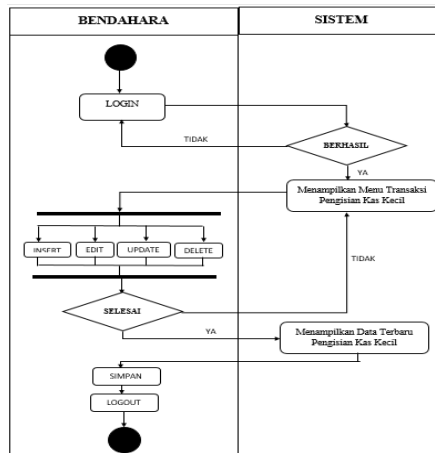 BENDAHARA
SISTEM
LOGIN
TIDAK
BERHASIL
YA
Menampilkan Menu Transaksi
Pengisian Kas Kecil
INSERT
EDIT
UPDATE
DELETE
TIDAK
SELESAI
YA
Menampilkan Data Terbaru
Pengisian Kas Kecil
SIMPAN
LOGOUT